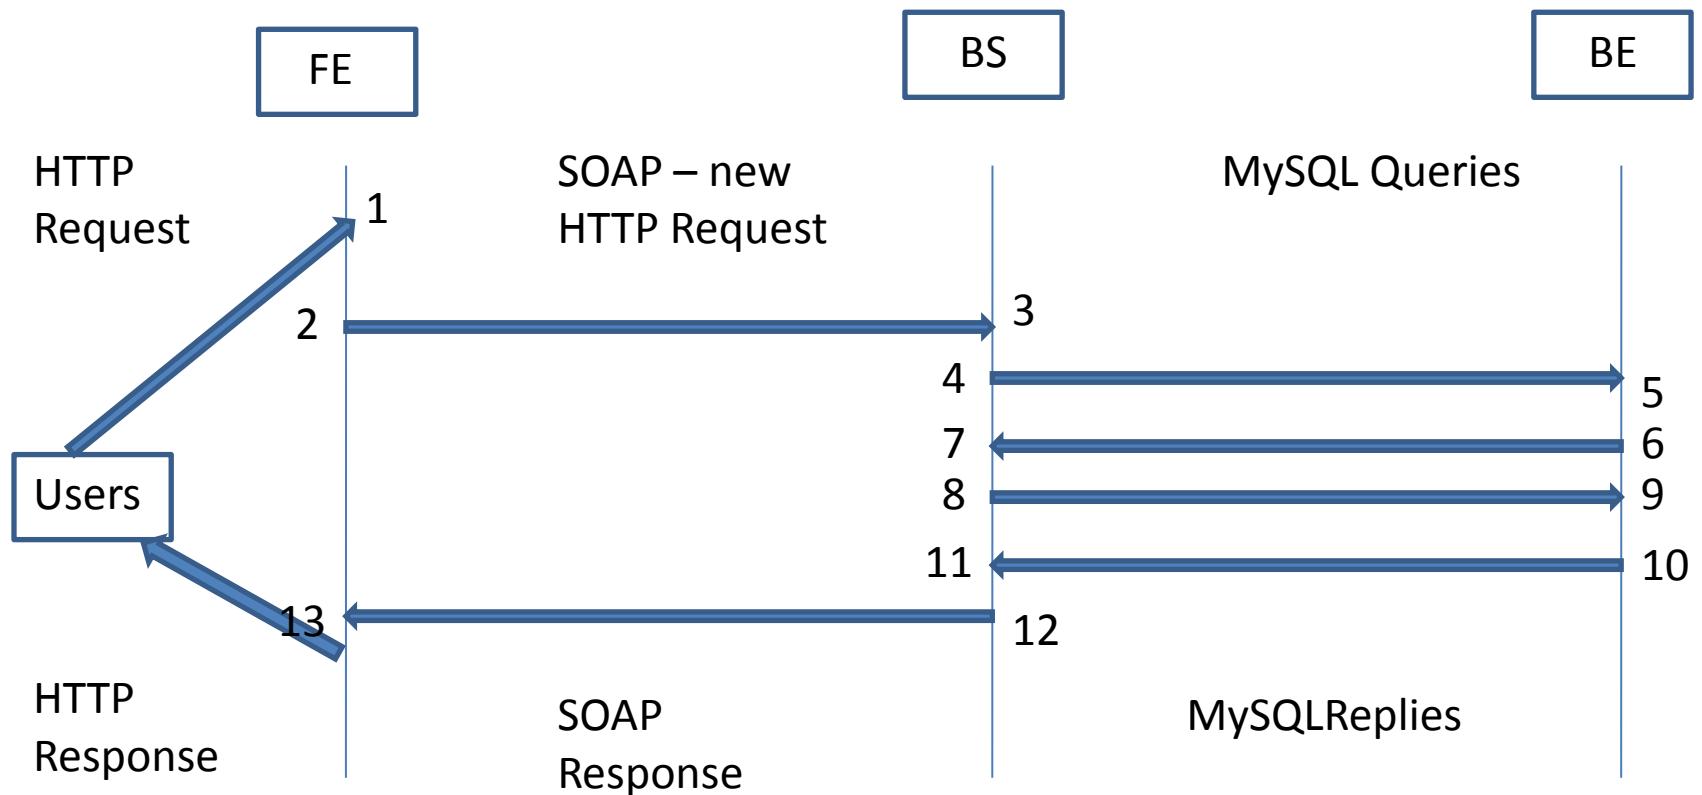 FE
BS
BE
HTTP
Request
SOAP – new
HTTP Request
MySQL Queries
1
2
3
4
5
7
6
Users
8
9
11
10
13
12
HTTP
Response
SOAP
Response
MySQLReplies